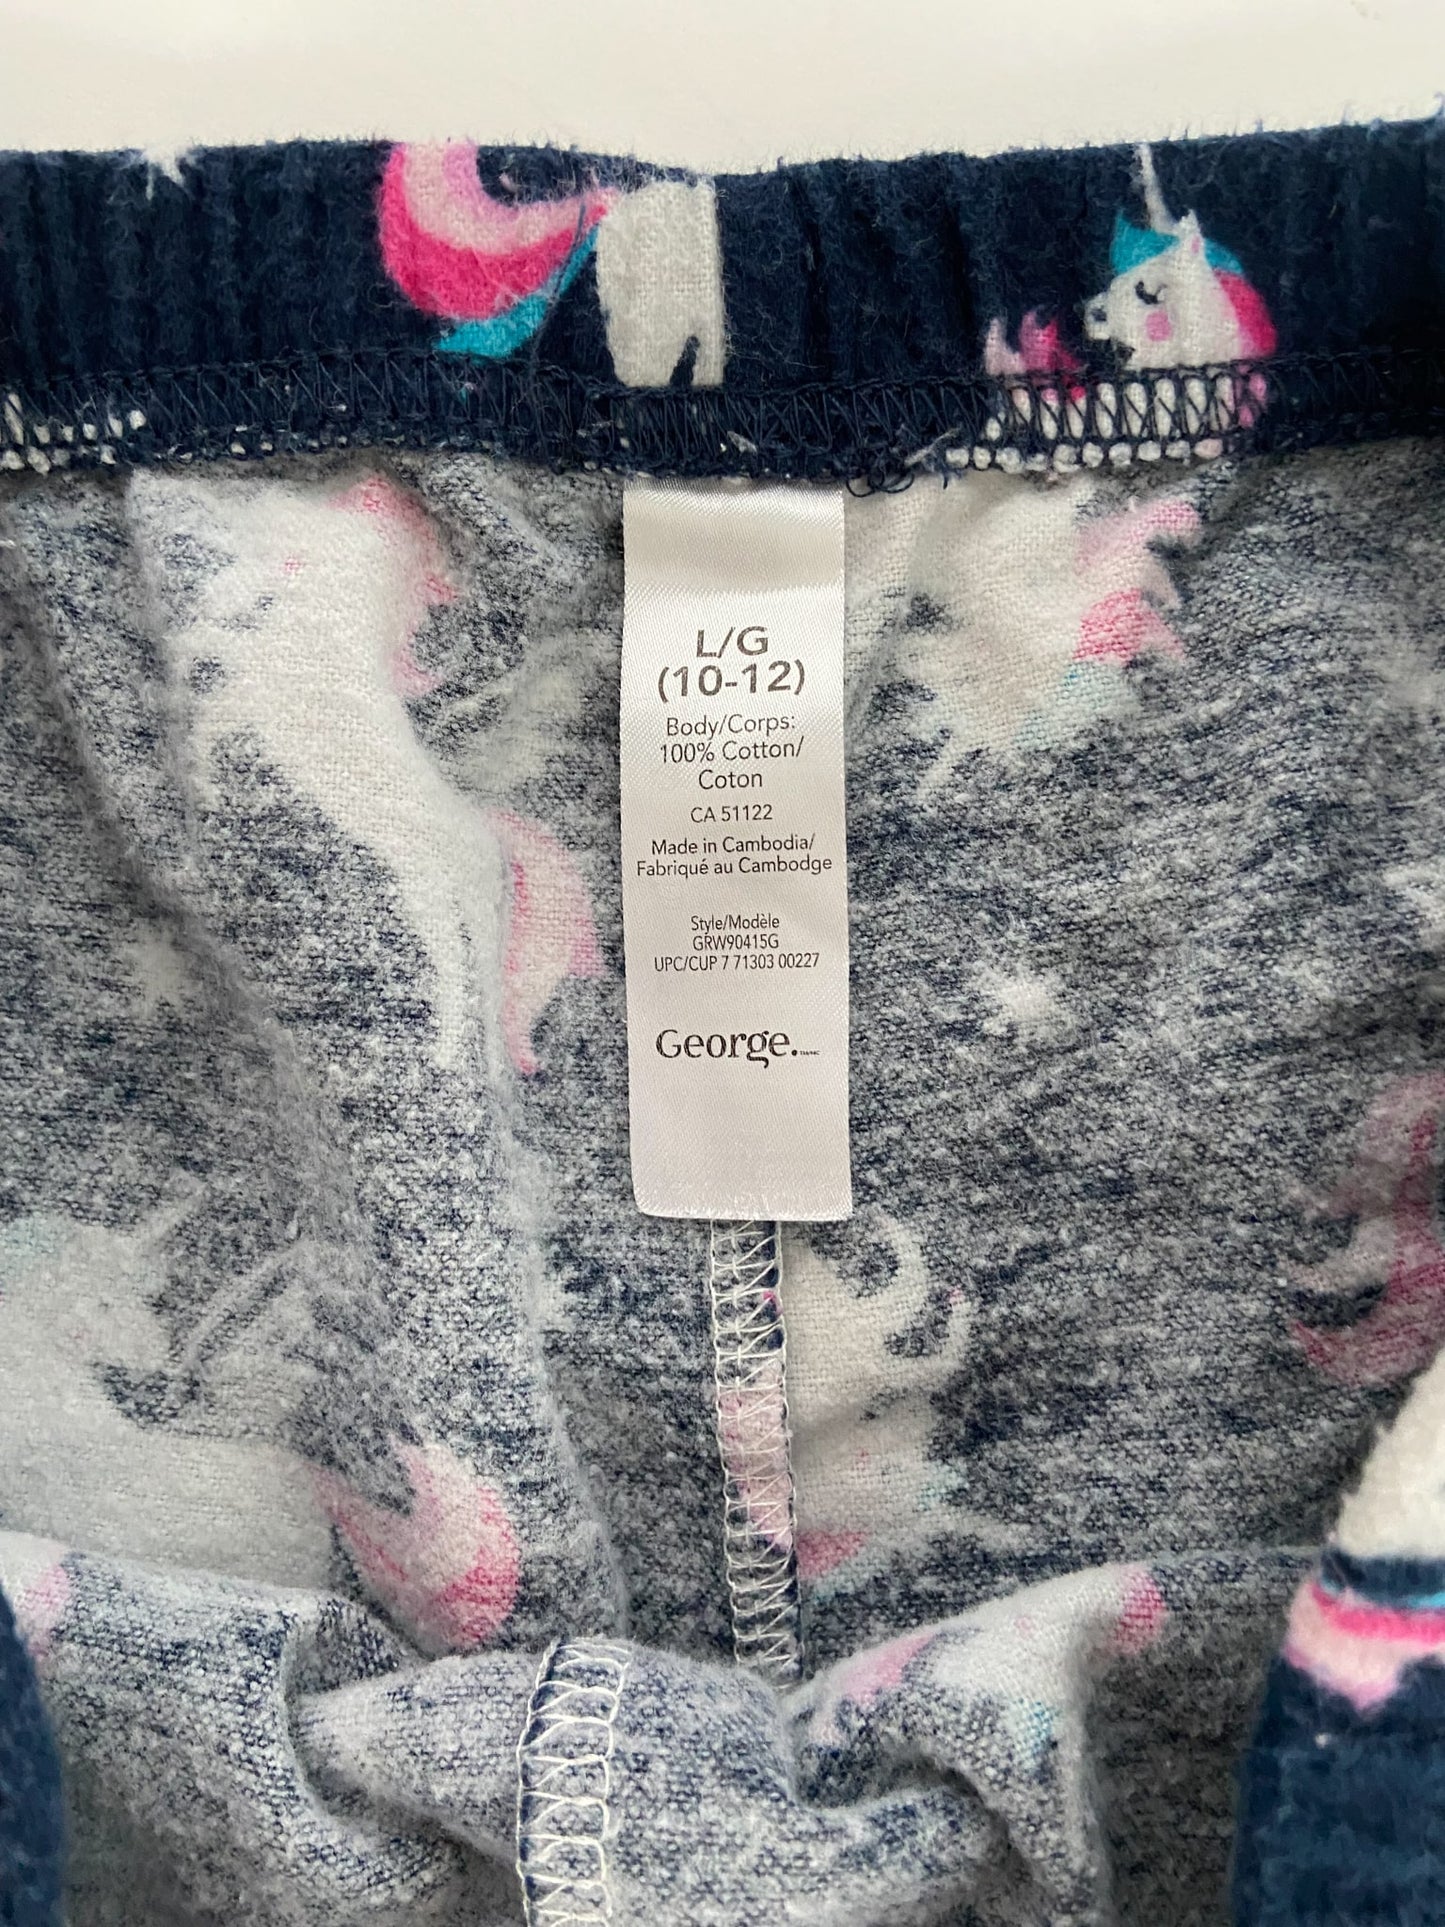 L/G
(10-12)
Body/Corps:
100% Cotton/
Coton
CA 51122
Made in Cambodia/
Fabriqué au Cambodge
Style/Modèle
GRW90415G
UPC/CUP 7 71303 00227
George.